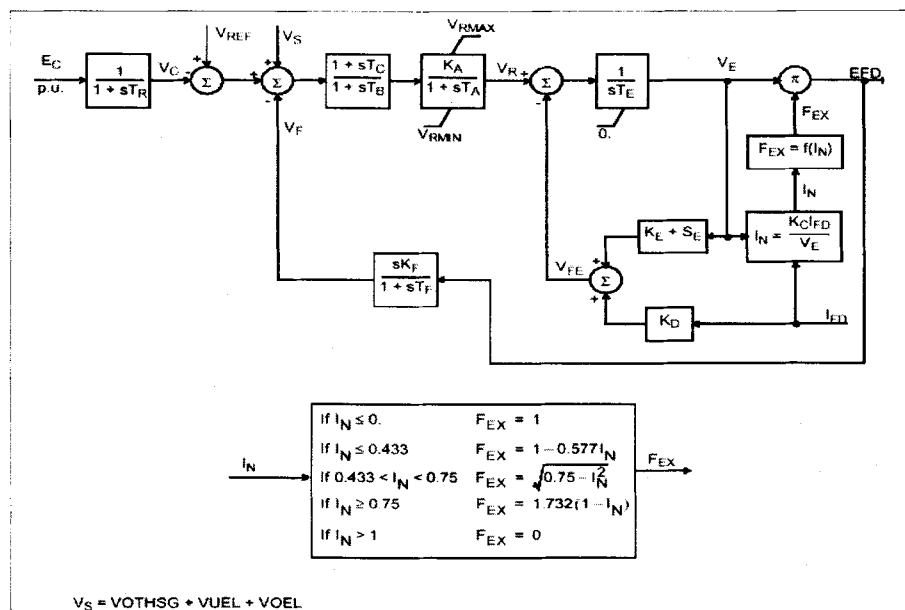 V_REF V_S V_RMAX
E_C p.u. 1 / (1 + sT_R) V_C + - Σ + + - Σ (1 + sT_C) / (1 + sT_B) K_A / (1 + sT_A) V_R + - Σ 1 / sT_E V_E π EFD
V_RMIN 0.
V_F F_EX
F_EX = f(I_N)
I_N
K_E + S_E I_N = K_C I_FD / V_E
V_FE + + Σ
sK_F / (1 + sT_F)
K_D I_FD
If I_N ≤ 0. F_EX = 1
If I_N ≤ 0.433 F_EX = 1 – 0.577I_N
I_N If 0.433 < I_N < 0.75 F_EX = √(0.75 – I_N^2) F_EX
If I_N ≥ 0.75 F_EX = 1.732(1 – I_N)
If I_N > 1 F_EX = 0
V_S = VOTHSG + VUEL + VOEL